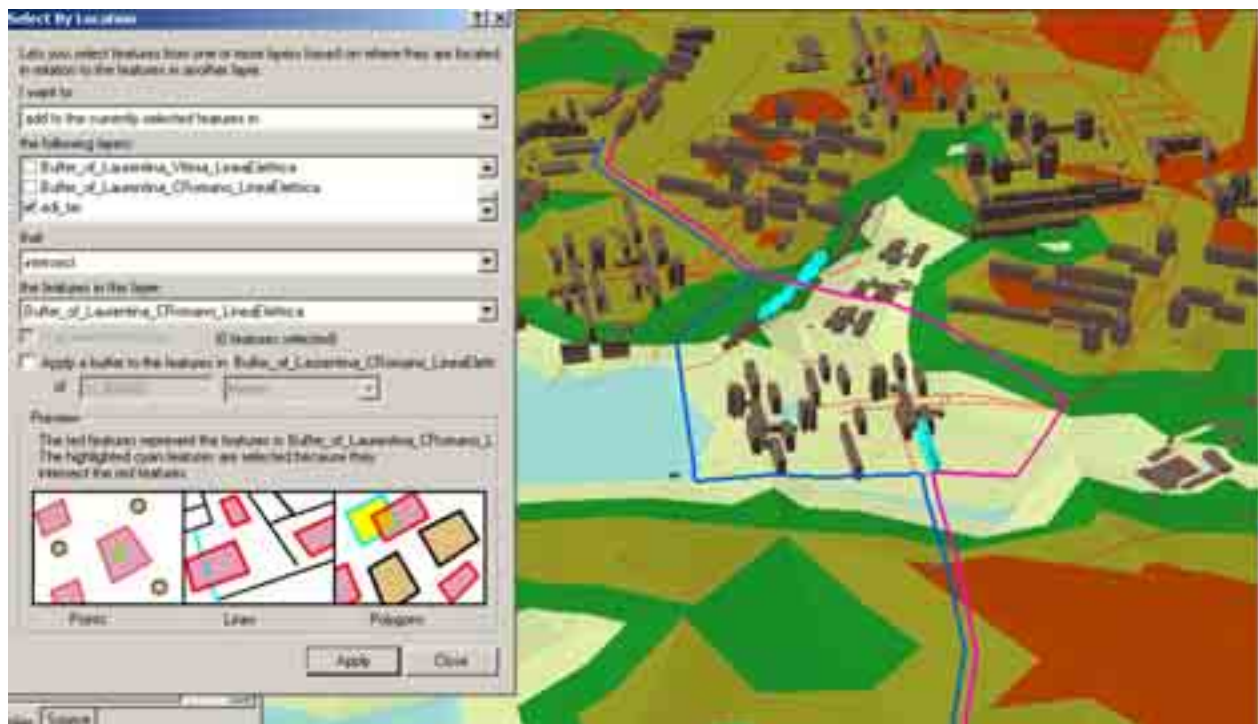 Select By Location
Lets you select features from one or more layers based on where they are located
in relation to the features in another layer.
I want to:
add to the currently selected features in
the following layers:
Buffer_of_Laurentina_Vitinia_LineaElettrica
Buffer_of_Laurentina_CRomano_LineaElettrica
that:
intersect
the features in this layer:
Buffer_of_Laurentina_CRomano_LineaElettrica
(0 features selected)
Apply a buffer to the features in Buffer_of_Laurentina_CRomano_LineaElett
of:
Preview
The red features represent the features in Buffer_of_Laurentina_CRomano_L
The highlighted cyan features are selected because they
intersect the red features.
Points Lines Polygons
Apply Close
Source